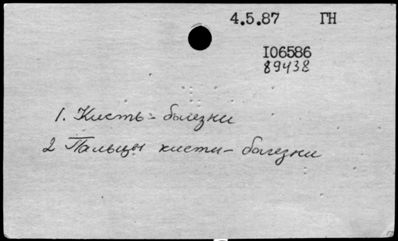 4.5.87 ГН
I06586
89438
1. Кисть - болезни
2 Пальцы кисти - болезни